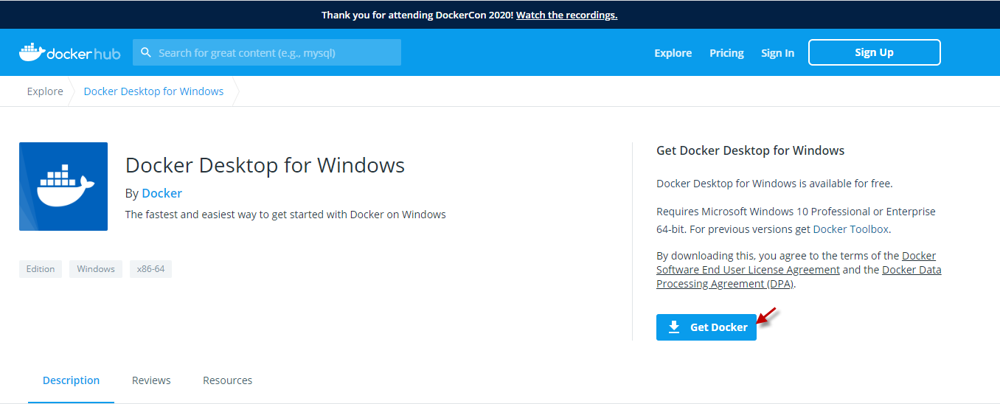 Thank you for attending DockerCon 2020! Watch the recordings.
dockerhub
Search for great content (e.g., mysql)
Explore
Pricing
Sign In
Sign Up
Explore
Docker Desktop for Windows
Docker Desktop for Windows
By Docker
The fastest and easiest way to get started with Docker on Windows
Edition
Windows
x86-64
Get Docker Desktop for Windows
Docker Desktop for Windows is available for free.
Requires Microsoft Windows 10 Professional or Enterprise
64-bit. For previous versions get Docker Toolbox.
By downloading this, you agree to the terms of the Docker
Software End User License Agreement and the Docker Data
Processing Agreement (DPA).
Get Docker
Description
Reviews
Resources